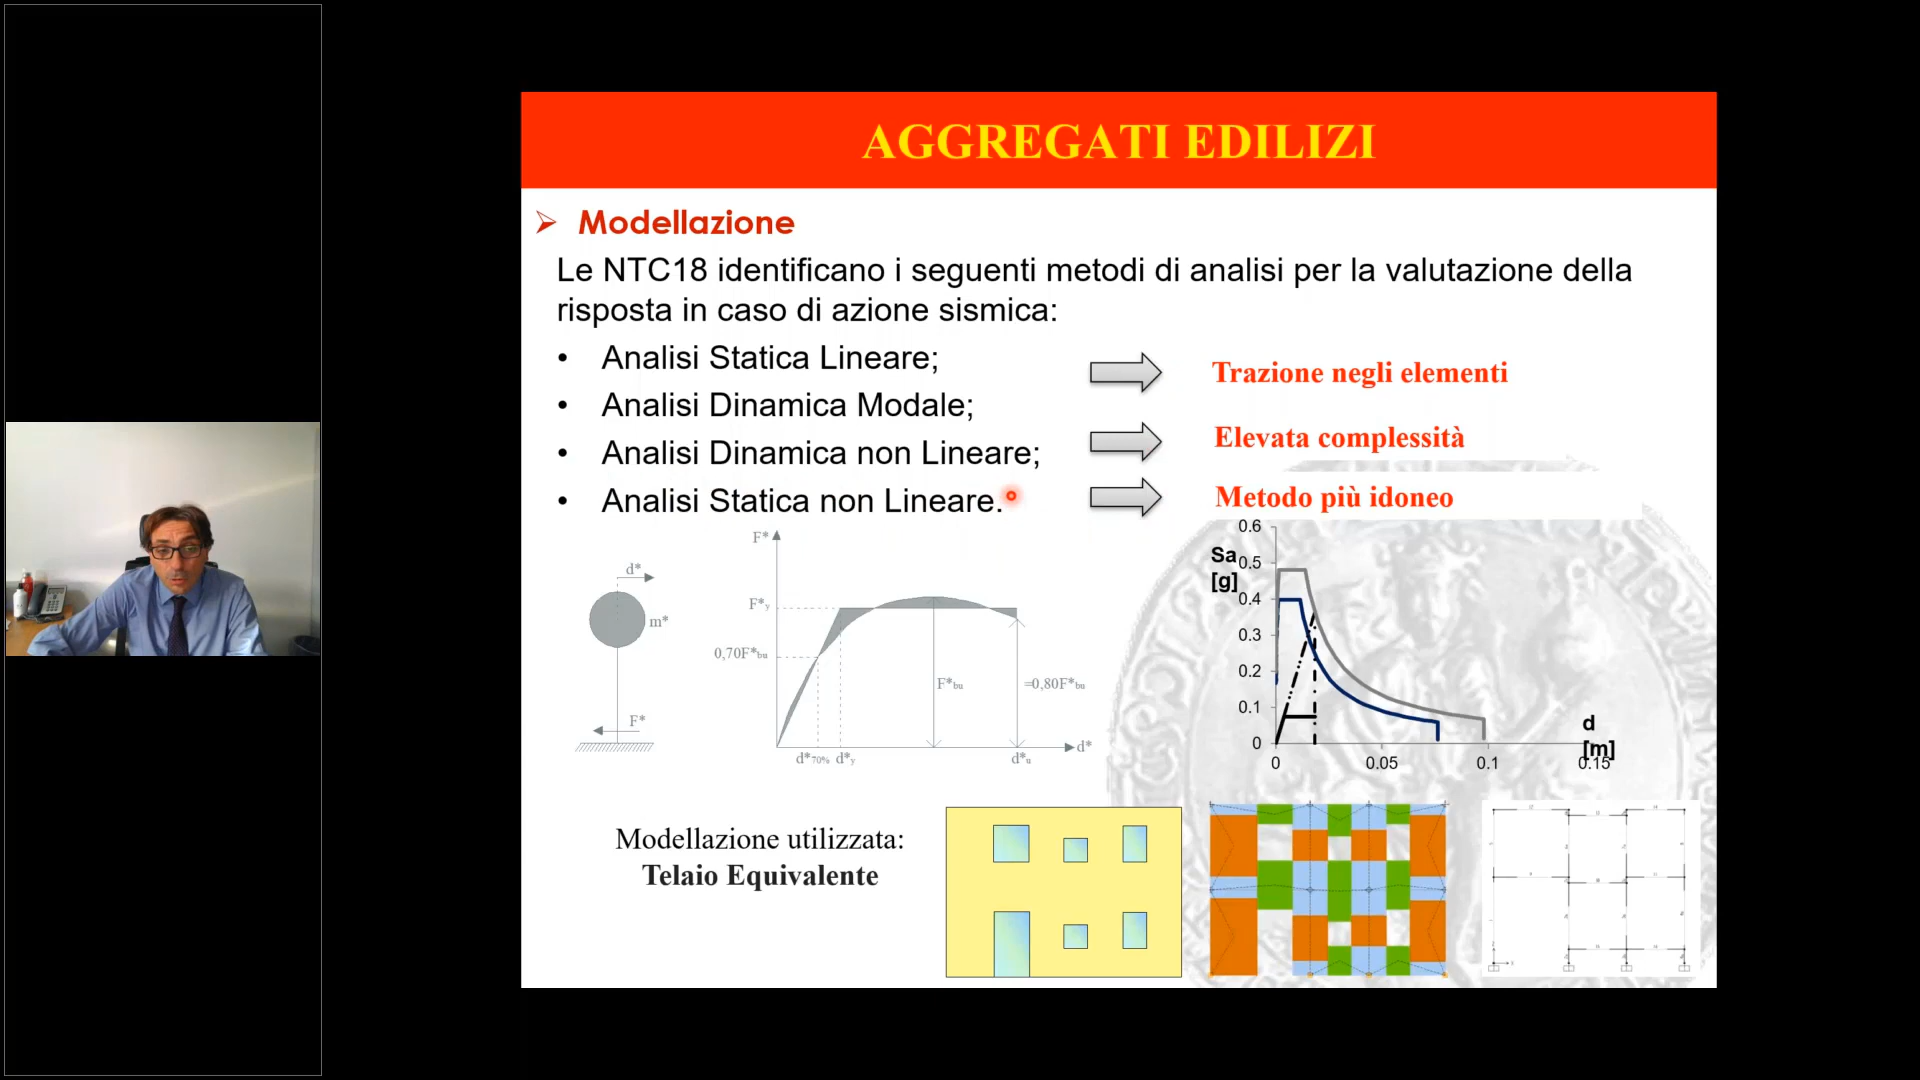 AGGREGATI EDILIZI
Modellazione
Le NTC18 identificano i seguenti metodi di analisi per la valutazione della
risposta in caso di azione sismica:
• Analisi Statica Lineare;
Trazione negli elementi
• Analisi Dinamica Modale;
Elevata complessità
• Analisi Dinamica non Lineare;
• Analisi Statica non Lineare.
Metodo più idoneo
d*
m*
F*
F*
F*y
0,70F*bu
F*bu
=0,80F*bu
d*70% d*y
d*u
d*
Sa
[g]
0.6
0.5
0.4
0.3
0.2
0.1
0
0 0.05 0.1 0.15
d
[m]
Modellazione utilizzata:
Telaio Equivalente